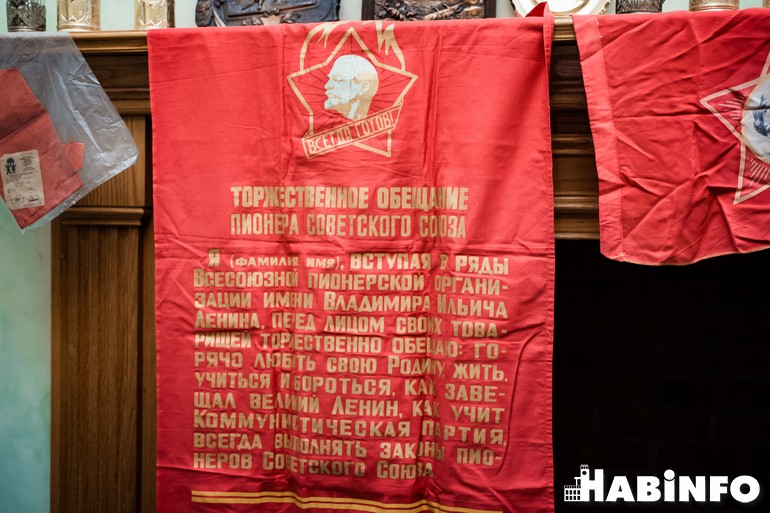 ВСЕГДА ГОТОВ!
ТОРЖЕСТВЕННОЕ ОБЕЩАНИЕ
ПИОНЕРА СОВЕТСКОГО СОЮЗА
Я (ФАМИЛИЯ, ИМЯ), ВСТУПАЯ В РЯДЫ
ВСЕСОЮЗНОЙ ПИОНЕРСКОЙ ОРГАНИ-
ЗАЦИИ ИМЕНИ ВЛАДИМИРА ИЛЬИЧА
ЛЕНИНА, ПЕРЕД ЛИЦОМ СВОИХ ТОВА-
РИЩЕЙ ТОРЖЕСТВЕННО ОБЕЩАЮ: ГО-
РЯЧО ЛЮБИТЬ СВОЮ РОДИНУ, ЖИТЬ,
УЧИТЬСЯ И БОРОТЬСЯ, КАК ЗАВЕ-
ЩАЛ ВЕЛИКИЙ ЛЕНИН, КАК УЧИТ
КОММУНИСТИЧЕСКАЯ ПАРТИЯ,
ВСЕГДА ВЫПОЛНЯТЬ ЗАКОНЫ ПИО-
НЕРОВ СОВЕТСКОГО СОЮЗА
HABINFO